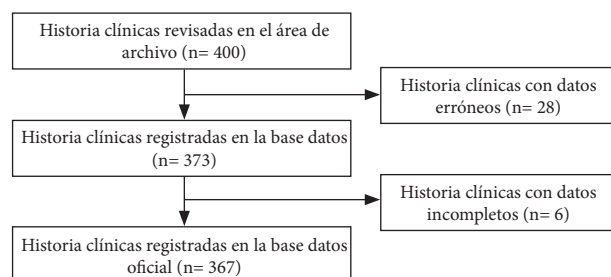 Historia clínicas revisadas en el área de
archivo (n= 400)
Historia clínicas con datos
erróneos (n= 28)
Historia clínicas registradas en la base datos
(n= 373)
Historia clínicas con datos
incompletos (n= 6)
Historia clínicas registradas en la base datos
oficial (n= 367)